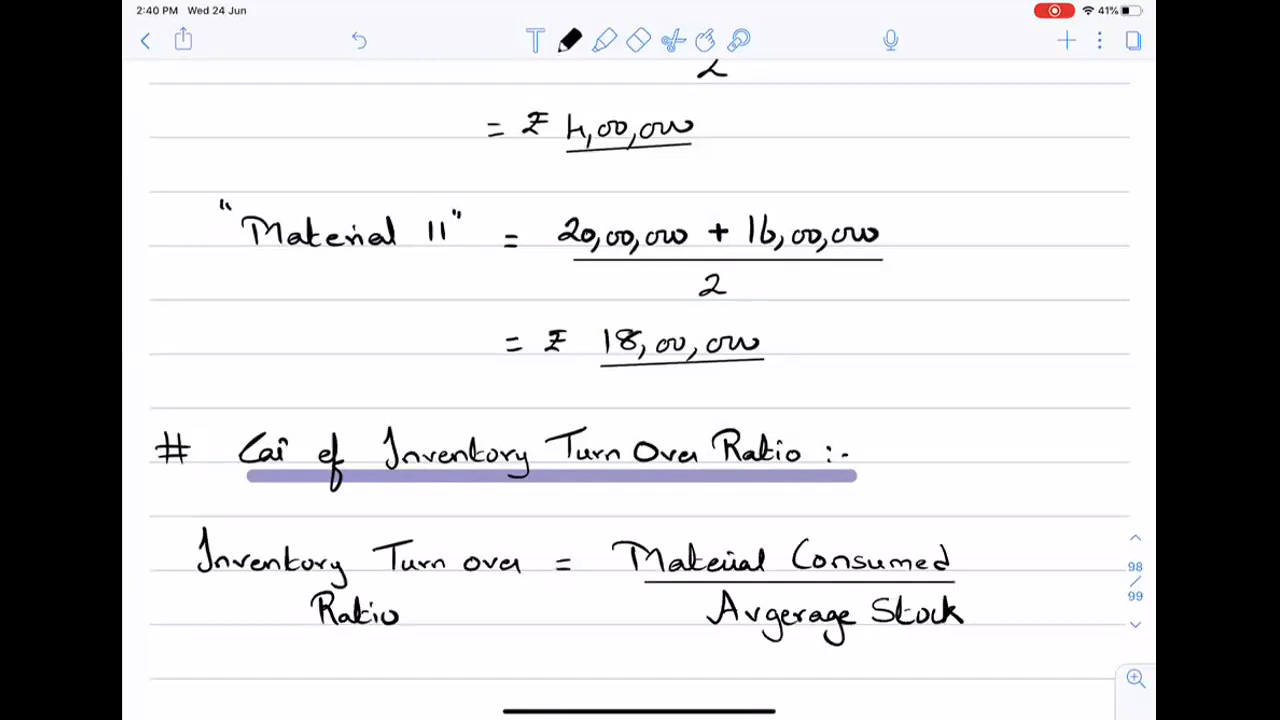 2:40 PM Wed 24 Jun
41%
2
= ₹ 4,00,000
"Material II" = 20,00,000 + 16,00,000
2
= ₹ 18,00,000
# Cal of Inventory Turn Over Ratio :-
Inventory Turn over = Material Consumed
Ratio Avgerage Stock
98
/
99